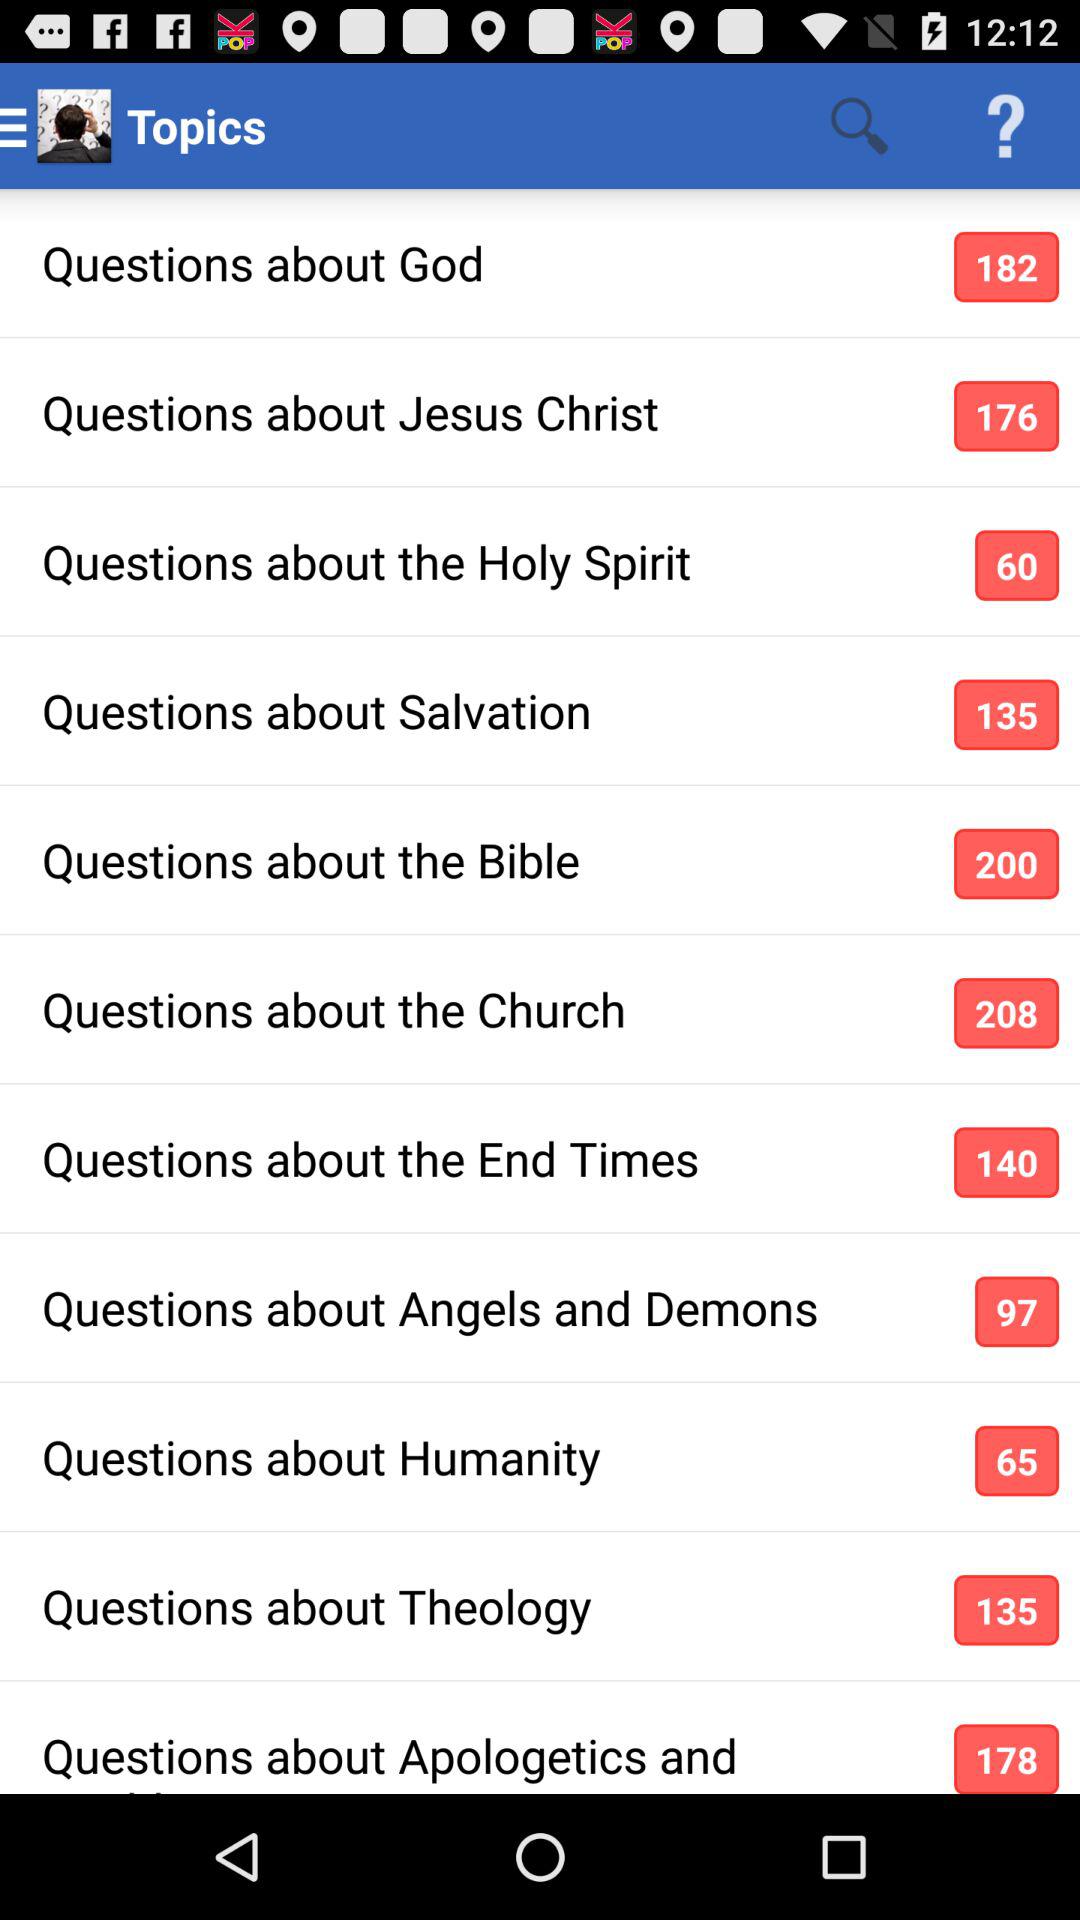 12:12
Topics
Questions about God 182
Questions about Jesus Christ 176
Questions about the Holy Spirit 60
Questions about Salvation 135
Questions about the Bible 200
Questions about the Church 208
Questions about the End Times 140
Questions about Angels and Demons 97
Questions about Humanity 65
Questions about Theology 135
Questions about Apologetics and 178